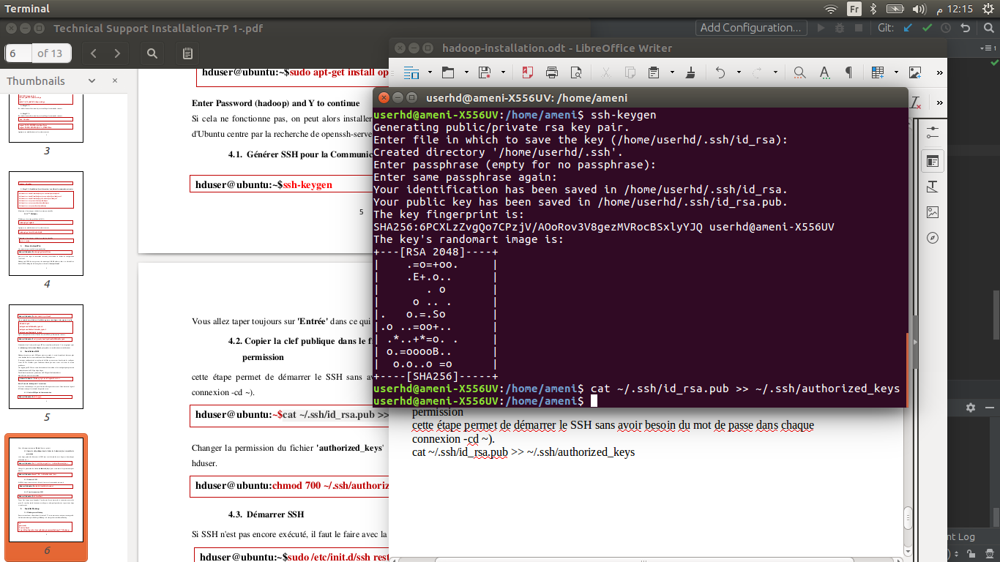 Terminal
Fr
م 12:15
Technical Support Installation-TP 1-.pdf
Add Configuration...
Git:
6
of 13
hadoop-installation.odt - LibreOffice Writer
Thumbnails
3
4
5
6
hduser@ubuntu:~$sudo apt-get install op
Enter Password (hadoop) and Y to continue
Si cela ne fonctionne pas, on peut alors installer
d'Ubuntu centre par la recherche de openssh-serve
4.1. Générer SSH pour la Communic
hduser@ubuntu:~$ssh-keygen
5
Vous allez taper toujours sur 'Entrée' dans ce qui
4.2. Copier la clef publique dans le f
permission
cette étape permet de démarrer le SSH sans av
connexion -cd ~).
hduser@ubuntu:~$cat ~/.ssh/id_rsa.pub >>
Changer la permission du fichier 'authorized_keys'
hduser.
hduser@ubuntu:chmod 700 ~/.ssh/authoriz
4.3. Démarrer SSH
Si SSH n'est pas encore exécuté, il faut le faire avec la
hduser@ubuntu:~$sudo /etc/init.d/ssh rest
userhd@ameni-X556UV: /home/ameni
userhd@ameni-X556UV:/home/ameni$ ssh-keygen
Generating public/private rsa key pair.
Enter file in which to save the key (/home/userhd/.ssh/id_rsa):
Created directory '/home/userhd/.ssh'.
Enter passphrase (empty for no passphrase):
Enter same passphrase again:
Your identification has been saved in /home/userhd/.ssh/id_rsa.
Your public key has been saved in /home/userhd/.ssh/id_rsa.pub.
The key fingerprint is:
SHA256:6PCXLzZvgQo7CPzjV/AOoRov3V8gezMVRocBSxlyYJQ userhd@ameni-X556UV
The key's randomart image is:
+---[RSA 2048]----+
|    .=o=+oo.     |
|    .E+.o..      |
|       . o       |
|     o .. .      |
|.   o.=.So       |
|.o ..=oo+..      |
| .*..+*=o. .     |
| o.=ooooB..      |
|  o.o..o =o      |
+----[SHA256]-----+
userhd@ameni-X556UV:/home/ameni$ cat ~/.ssh/id_rsa.pub >> ~/.ssh/authorized_keys
userhd@ameni-X556UV:/home/ameni$
permission
cette étape permet de démarrer le SSH sans avoir besoin du mot de passe dans chaque
connexion -cd ~).
cat ~/.ssh/id_rsa.pub >> ~/.ssh/authorized_keys
nt Log